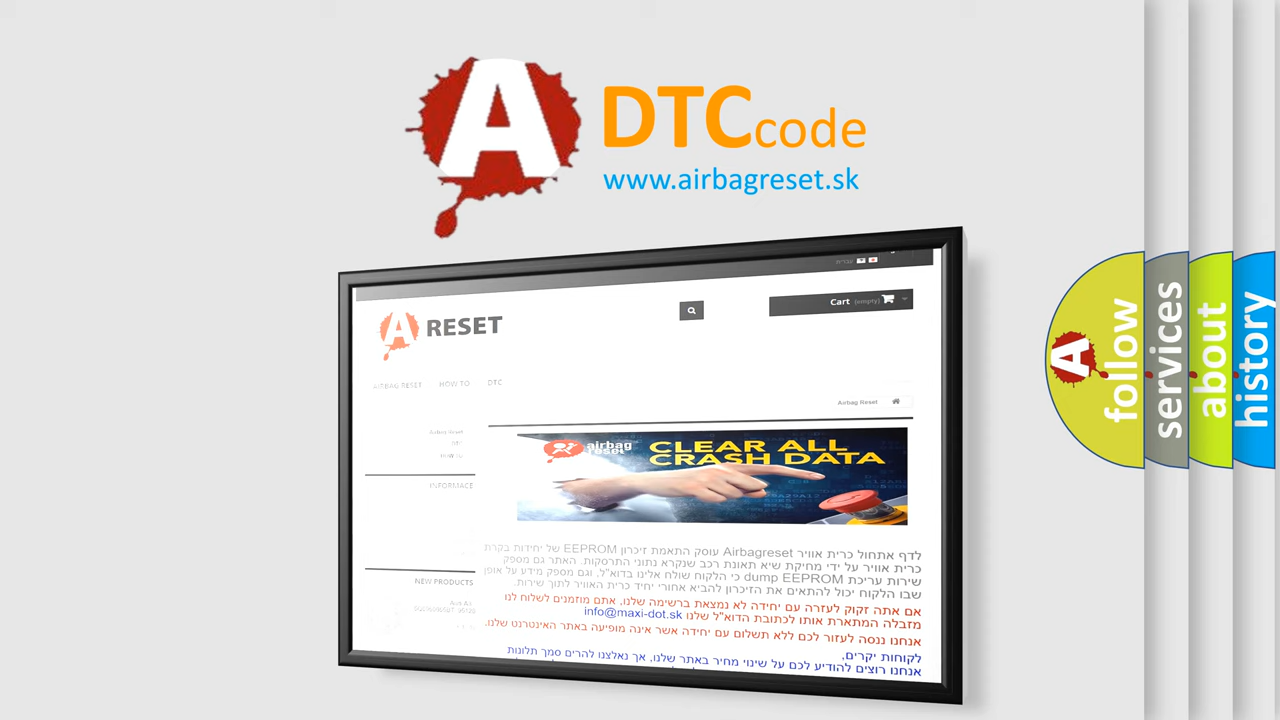 A DTCcode
www.airbagreset.sk
עברית
Cart (empty)
A RESET
AIRBAG RESET HOW TO DTC
Airbag Reset
Airbag Reset
DTC
HOW TO
airbag reset
CLEAR ALL
CRASH DATA
INFORMACE
לדף אתחול כרית אוויר Airbagreset עוסק התאמת זיכרון EEPROM של יחידות בקרת
כרית אוויר על ידי מחיקת שיא תאונת רכב שנקרא נתוני התרסקות. האתר גם מספק
שירות עריכת dump EEPROM כי הלקוח שולח אלינו בדוא"ל, וגם מספק מידע על אופן
שבו הלקוח יכול להתאים את הזיכרון להביא אחורי יחיד כרית האוויר לתוך שירות.
NEW PRODUCTS
אם אתה זקוק לעזרה עם יחידה לא נמצאת ברשימה שלנו, אתם מוזמנים לשלוח לנו
מזבלה המתארת אותו לכתובת הדוא"ל שלנו info@maxi-dot.sk
אנחנו ננסה לעזור לכם ללא תשלום עם יחידה אשר אינה מופיעה באתר האינטרנט שלנו.
לקוחות יקרים,
אנחנו רוצים להודיע לכם על שינוי מחיר באתר שלנו, אך נאלצנו להרים סמך תלונות
A follow
services
about
history